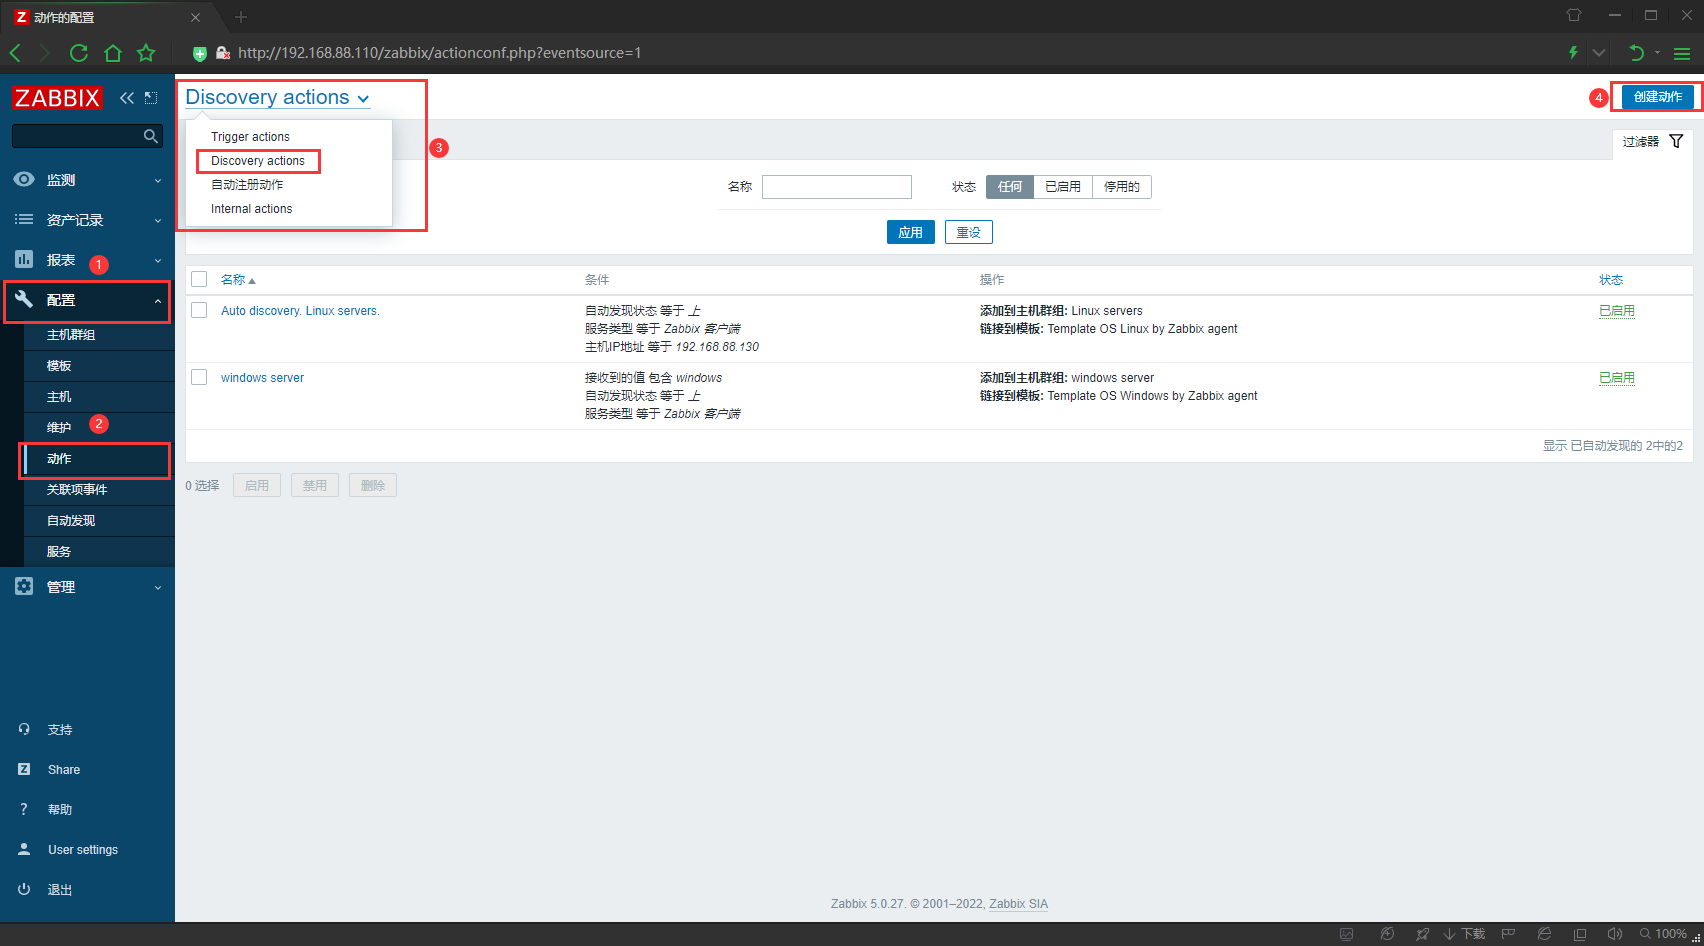 动作的配置
http://192.168.88.110/zabbix/actionconf.php?eventsource=1
ZABBIX
监测
资产记录
报表
1
配置
主机群组
模板
主机
维护
2
动作
关联项事件
自动发现
服务
管理
支持
Share
帮助
User settings
退出
Discovery actions
Trigger actions
Discovery actions
自动注册动作
Internal actions
3
4
创建动作
过滤器
名称
状态 任何 已启用 停用的
应用 重设
名称 条件 操作 状态
Auto discovery. Linux servers.
自动发现状态 等于 上
服务类型 等于 Zabbix 客户端
主机IP地址 等于 192.168.88.130
添加到主机群组: Linux servers
链接到模板: Template OS Linux by Zabbix agent
已启用
windows server
接收到的值 包含 windows
自动发现状态 等于 上
服务类型 等于 Zabbix 客户端
添加到主机群组: windows server
链接到模板: Template OS Windows by Zabbix agent
已启用
显示 已自动发现的 2中的2
0 选择 启用 禁用 删除
Zabbix 5.0.27. © 2001–2022, Zabbix SIA
下载
100%